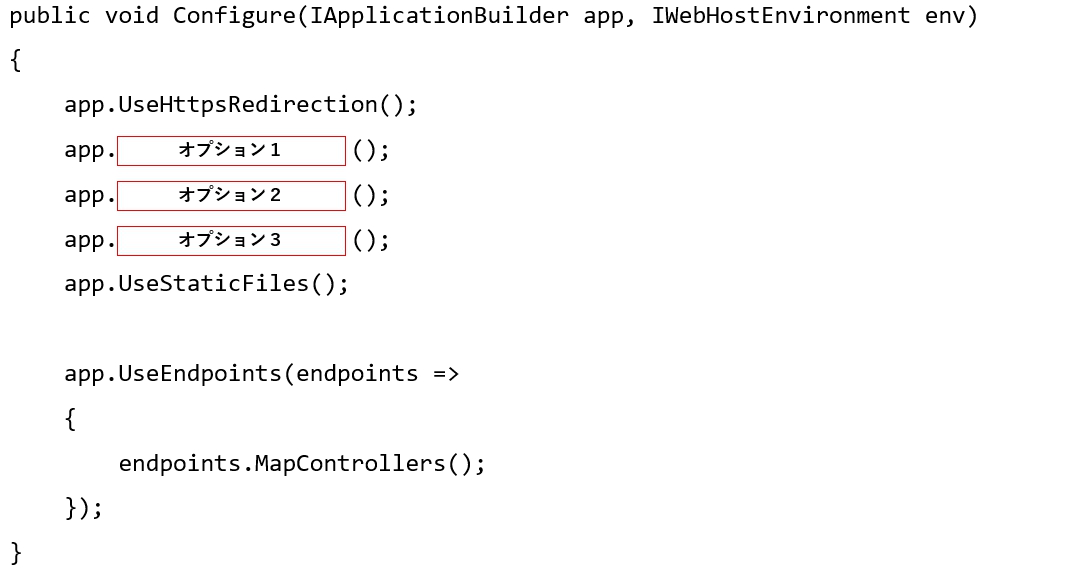 public void Configure(IApplicationBuilder app, IWebHostEnvironment env)
{
    app.UseHttpsRedirection();
    app.オプション１();
    app.オプション２();
    app.オプション３();
    app.UseStaticFiles();

    app.UseEndpoints(endpoints =>
    {
        endpoints.MapControllers();
    });
}